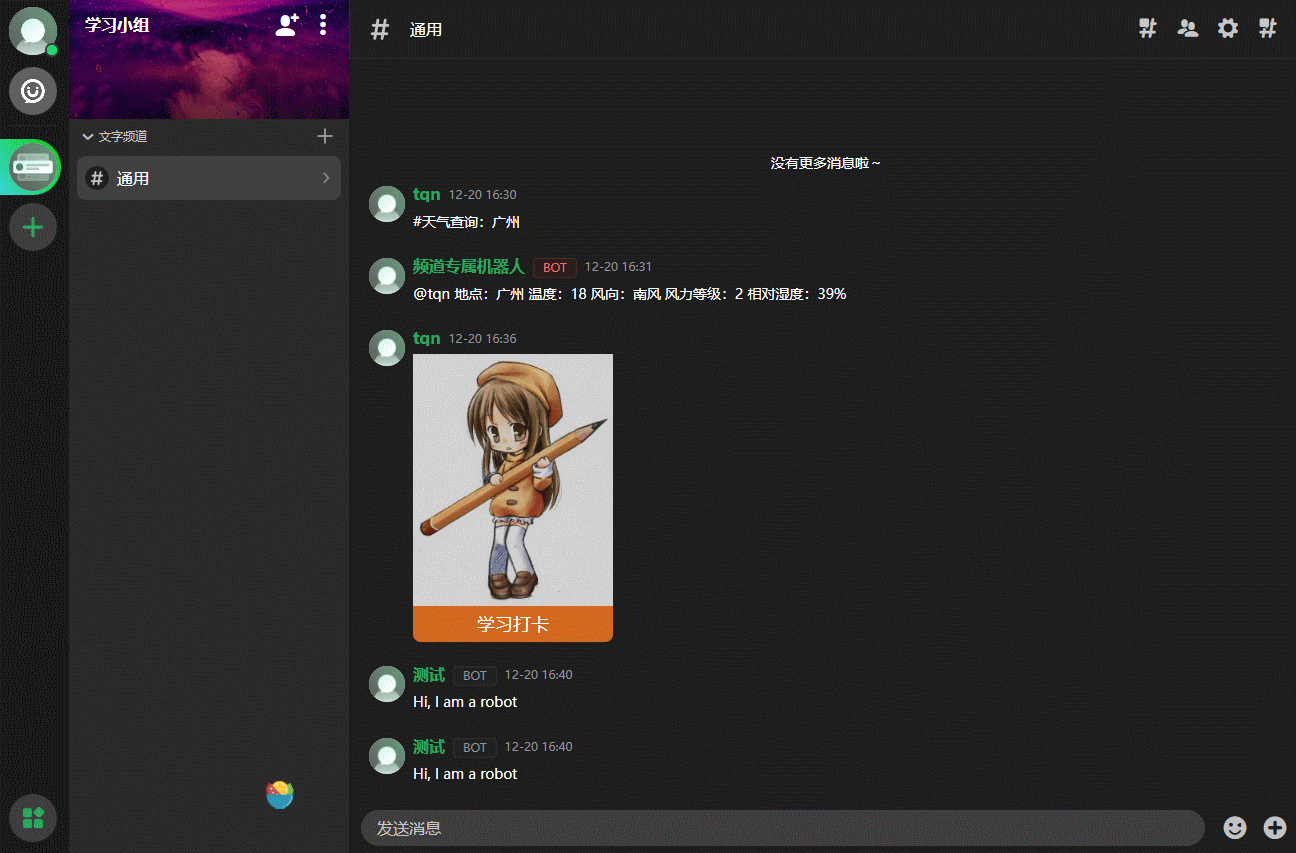 学习小组
通用
文字频道
# 通用
没有更多消息啦~
tqn 12-20 16:30
#天气查询：广州
频道专属机器人 BOT 12-20 16:31
@tqn 地点：广州 温度：18 风向：南风 风力等级：2 相对湿度：39%
tqn 12-20 16:36
学习打卡
测试 BOT 12-20 16:40
Hi, I am a robot
测试 BOT 12-20 16:40
Hi, I am a robot
发送消息